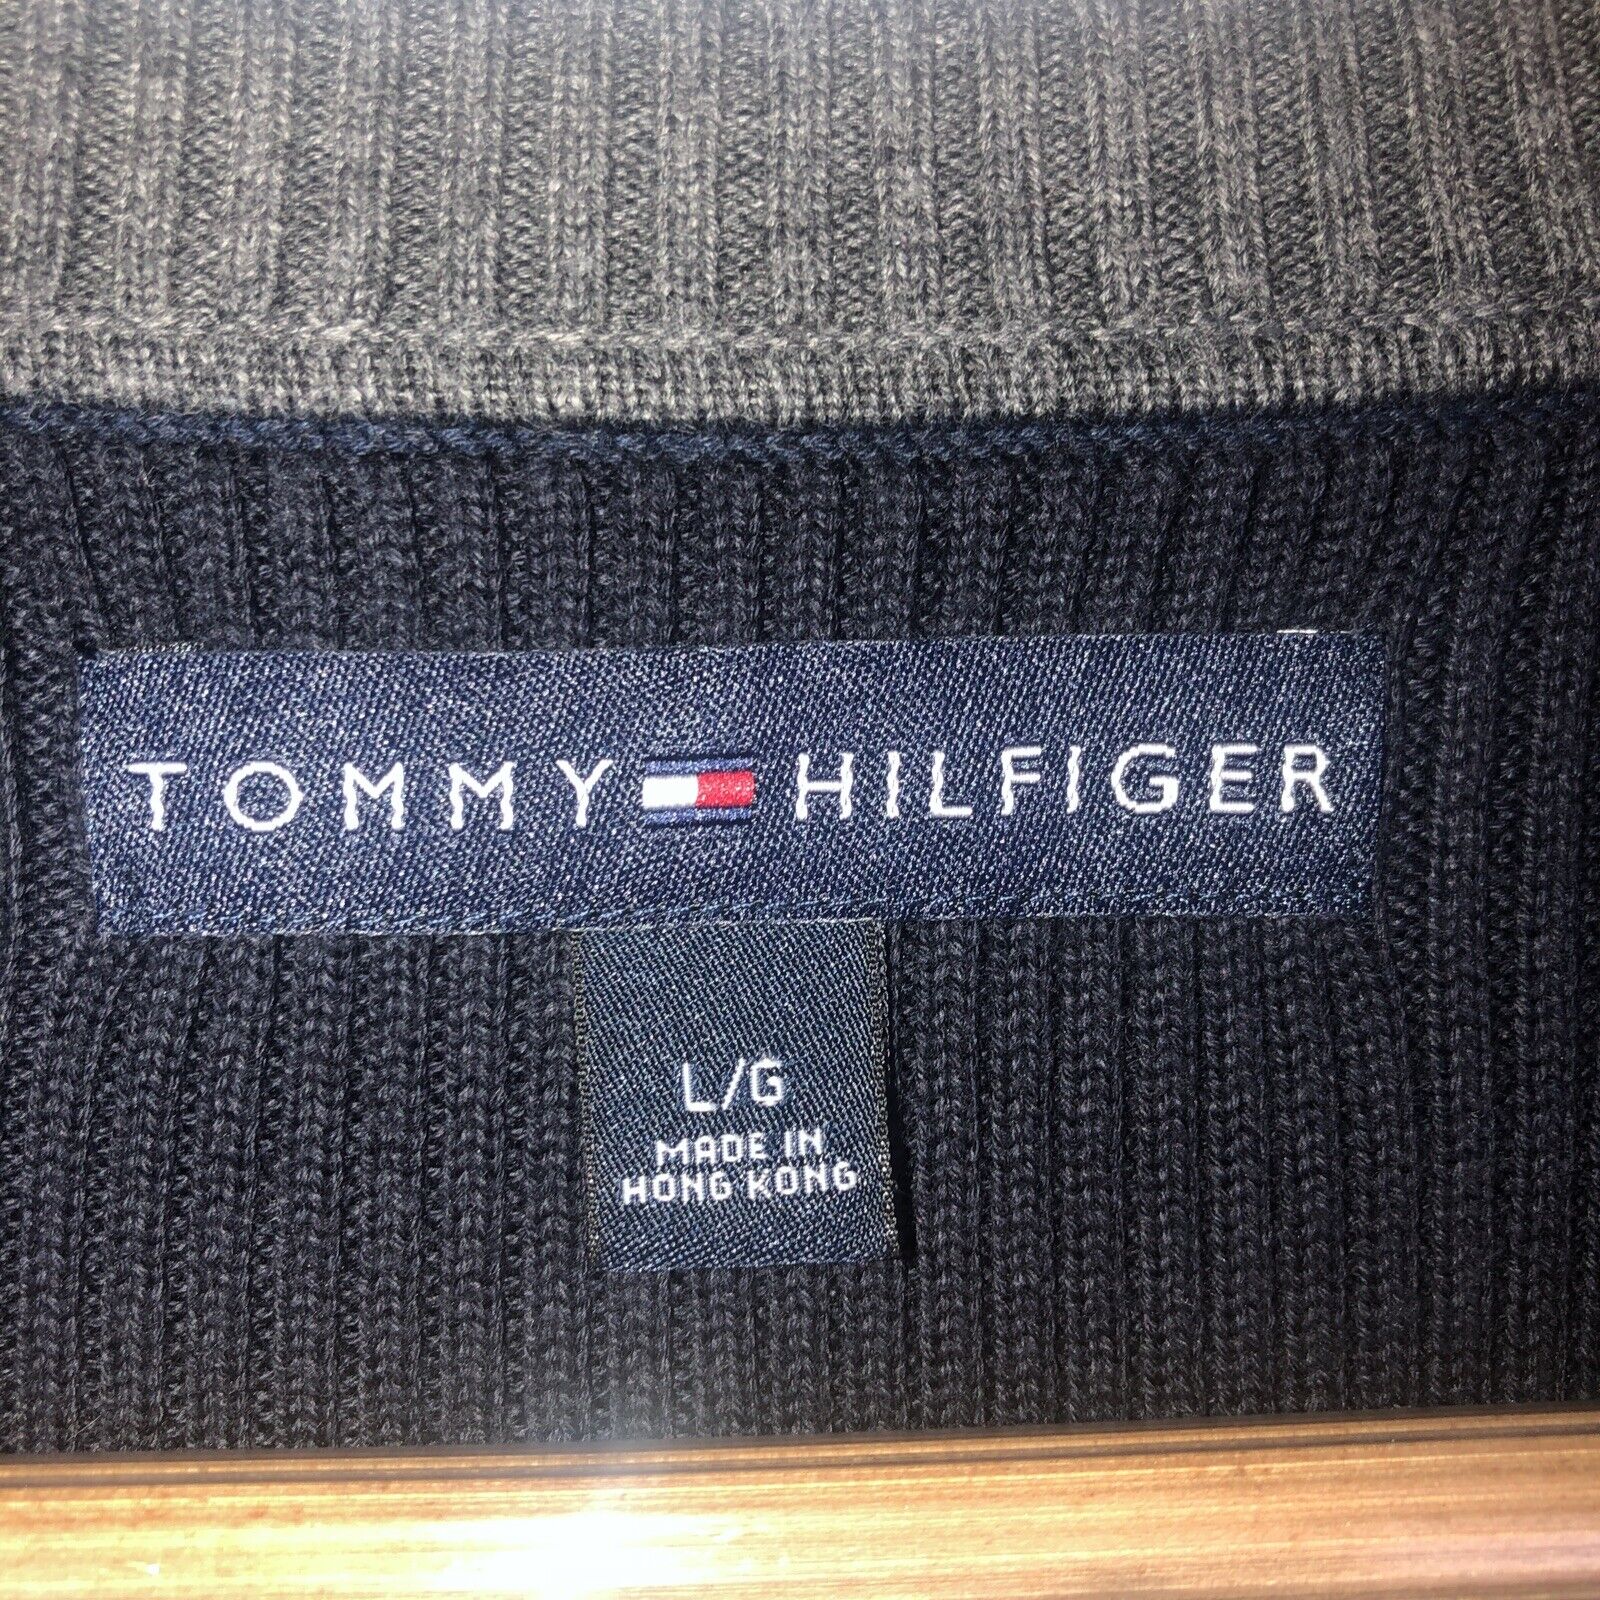 TOMMY HILFIGER
L/G
MADE IN
HONG KONG